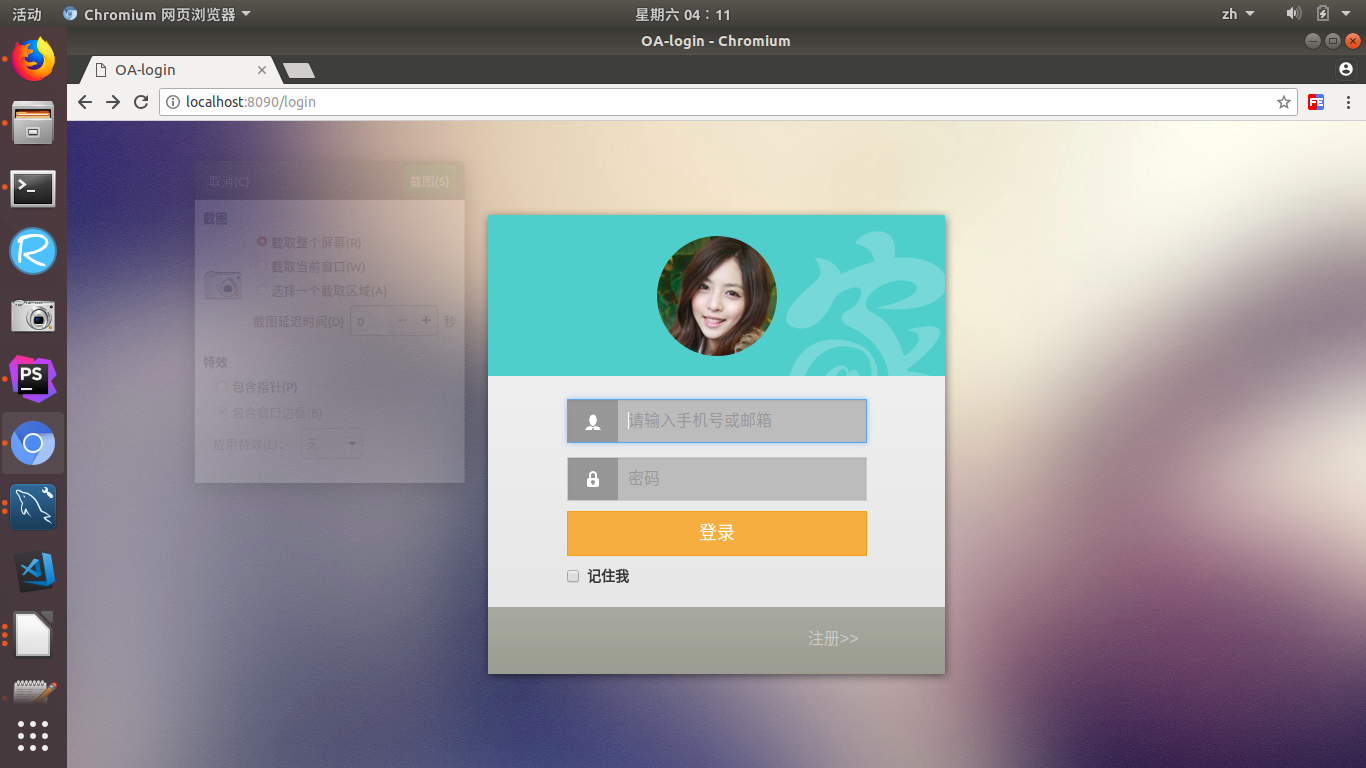 活动
Chromium 网页浏览器
星期六 04：11
zh
OA-login - Chromium
OA-login
localhost:8090/login
FE
取消(C)
截图(S)
截图
截取整个屏幕(R)
截取当前窗口(W)
选择一个截取区域(A)
截图延迟时间(D) 0 − + 秒
特效
包含指针(P)
包含窗口边框(B)
应用特效(E): 无
请输入手机号或邮箱
密码
登录
记住我
注册>>
PS